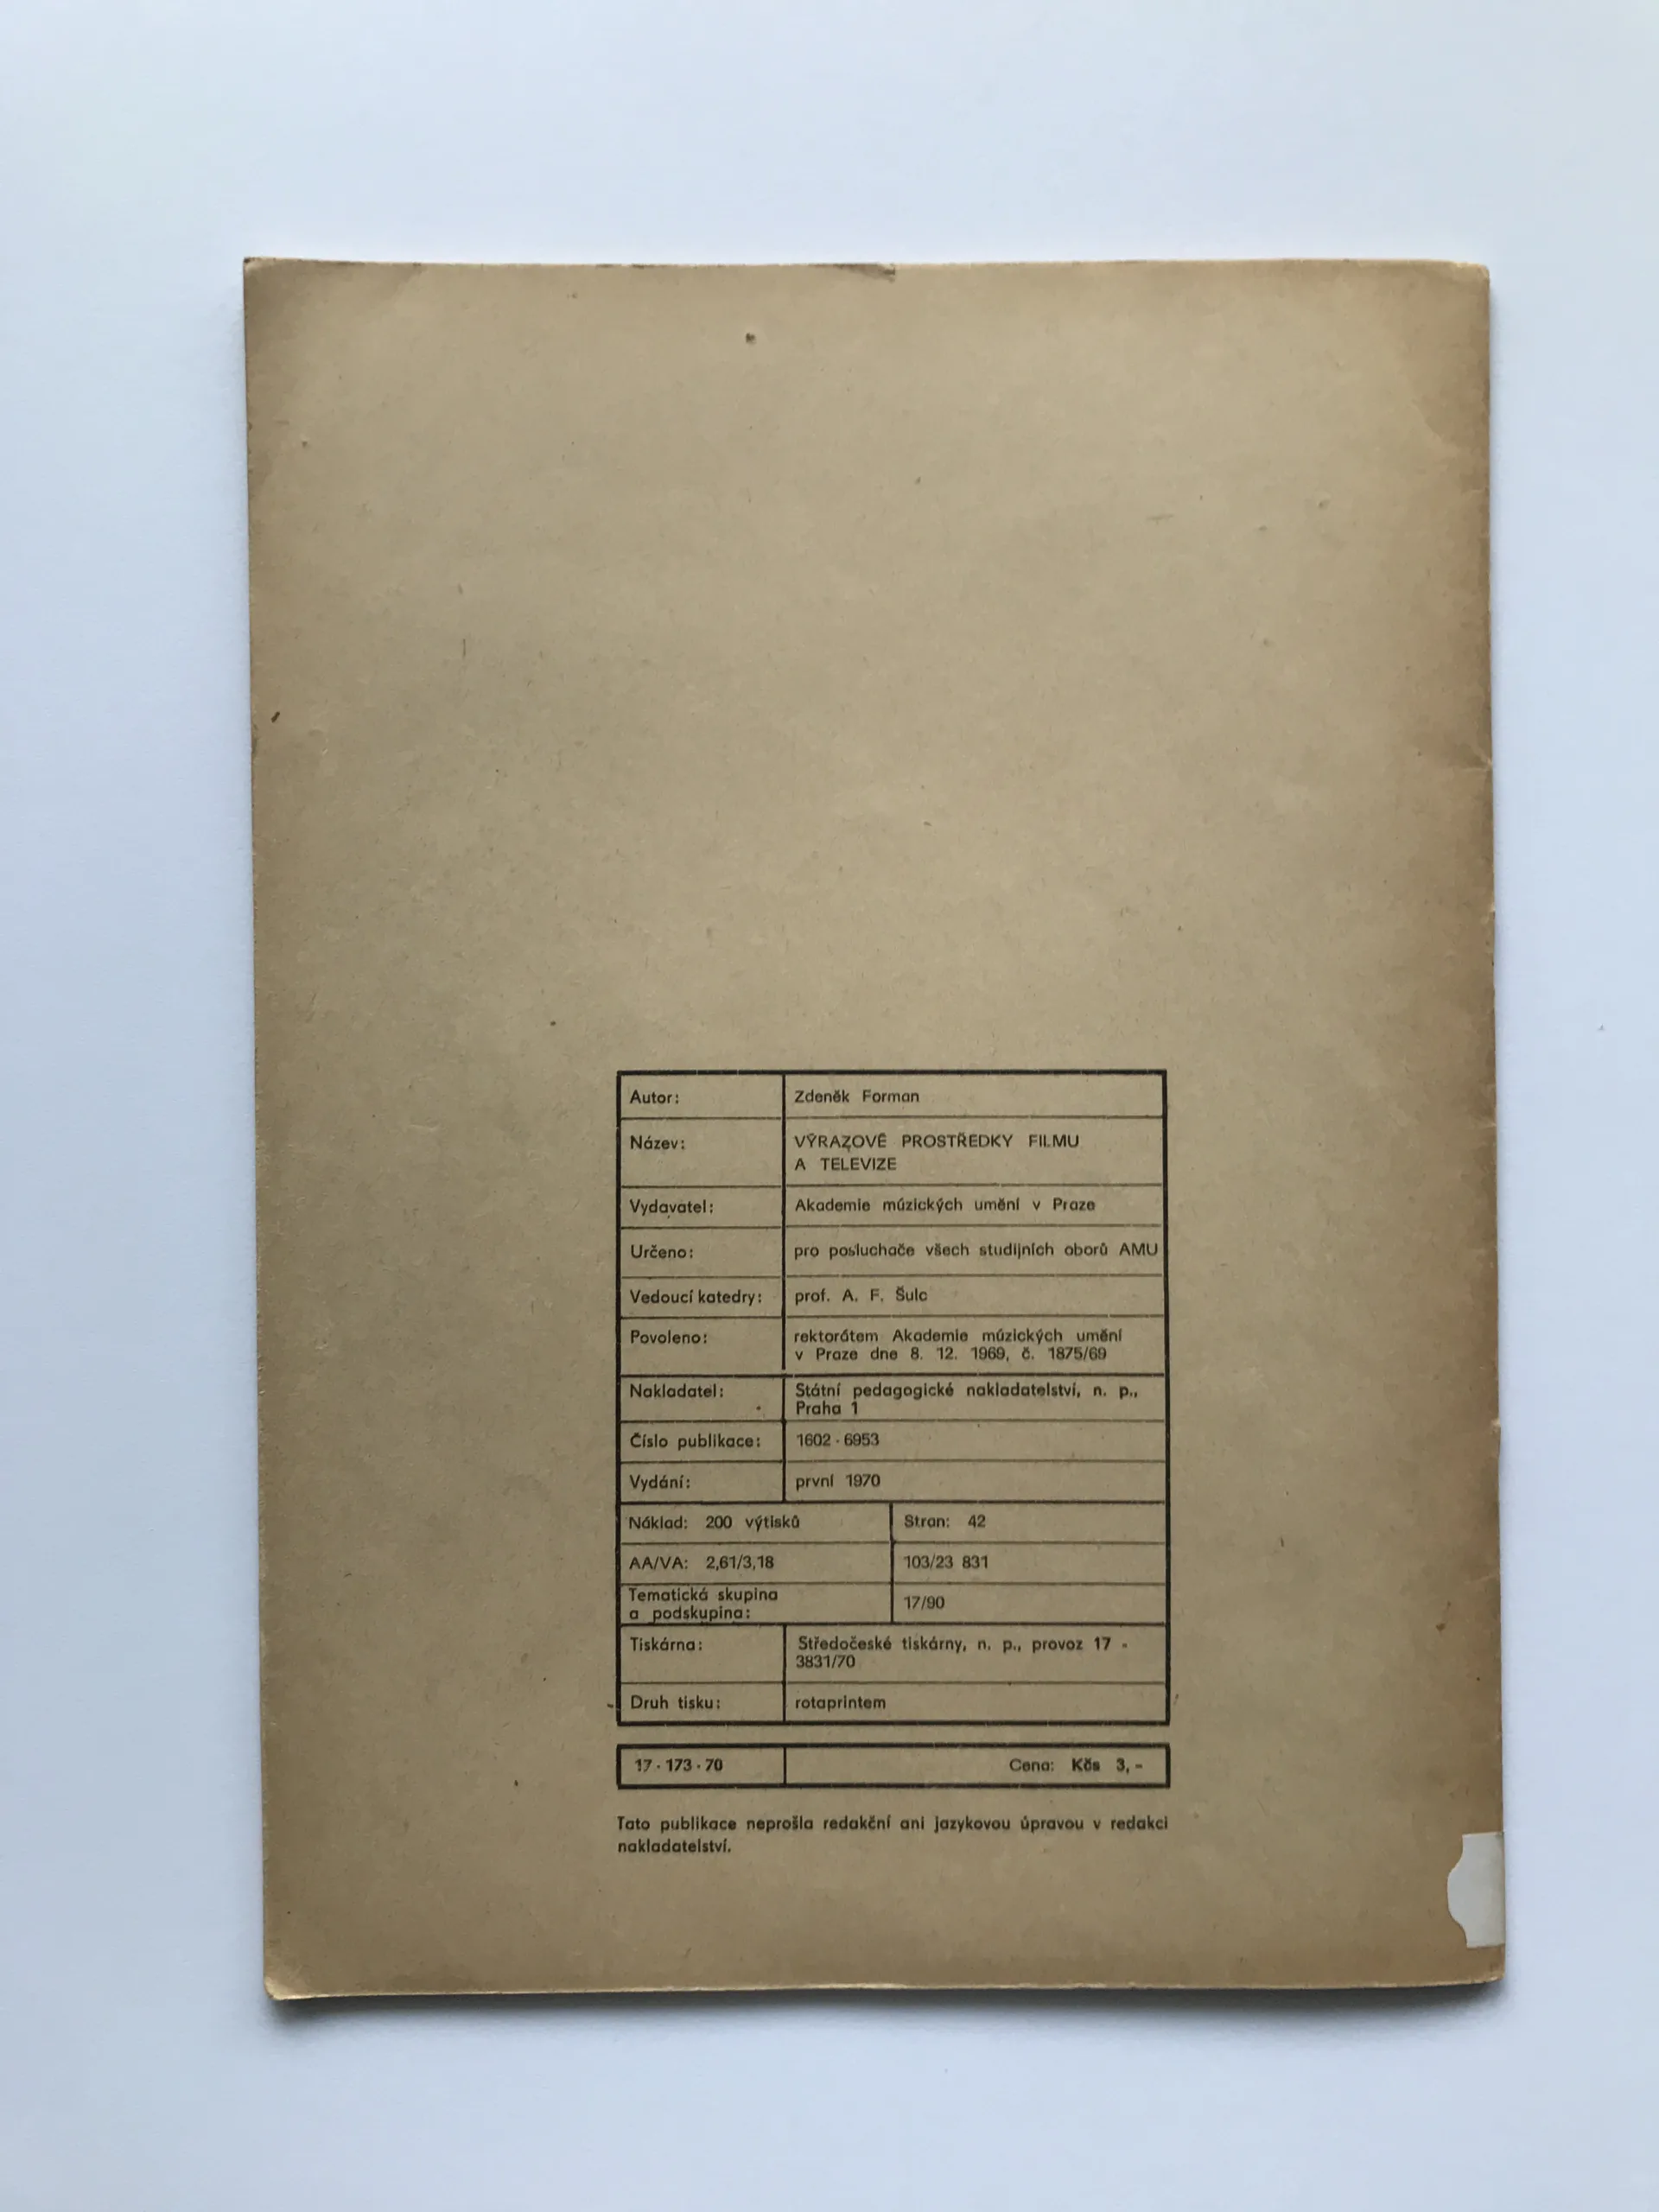 Autor: Zdeněk Forman
Název: VÝRAZOVÉ PROSTŘEDKY FILMU
A TELEVIZE
Vydavatel: Akademie múzických umění v Praze
Určeno: pro posluchače všech studijních oborů AMU
Vedoucí katedry: prof. A. F. Šulc
Povoleno: rektorátem Akademie múzických umění
v Praze dne 8. 12. 1969, č. 1875/69
Nakladatel: Státní pedagogické nakladatelství, n. p.,
Praha 1
Číslo publikace: 1602 - 6953
Vydání: první 1970
Náklad: 200 výtisků Stran: 42
AA/VA: 2,61/3,18 103/23 831
Tematická skupina
a podskupina: 17/90
Tiskárna: Středočeské tiskárny, n. p., provoz 17 -
3831/70
Druh tisku: rotaprintem
17 - 173 - 70 Cena: Kčs 3,-
Tato publikace neprošla redakční ani jazykovou úpravou v redakci
nakladatelství.